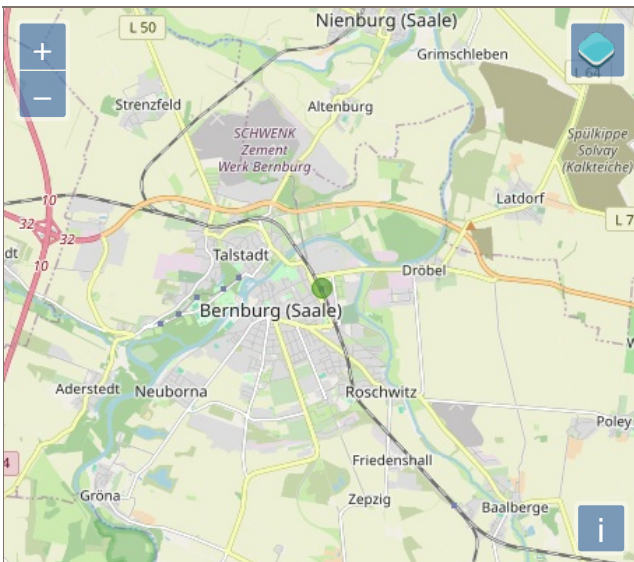 Nienburg (Saale)
+
L 50
Grimschleben
L 64
−
Strenzfeld
Altenburg
SCHWENK
Zement
Werk Bernburg
Spülkippe
Solvay
(Kalkteiche)
10
Latdorf
32
32
L 7
dt
10
Talstadt
Dröbel
Bernburg (Saale)
W
Aderstedt
Neuborna
Roschwitz
Poley
4
Friedenshall
Gröna
Zepzig
Baalberge
i